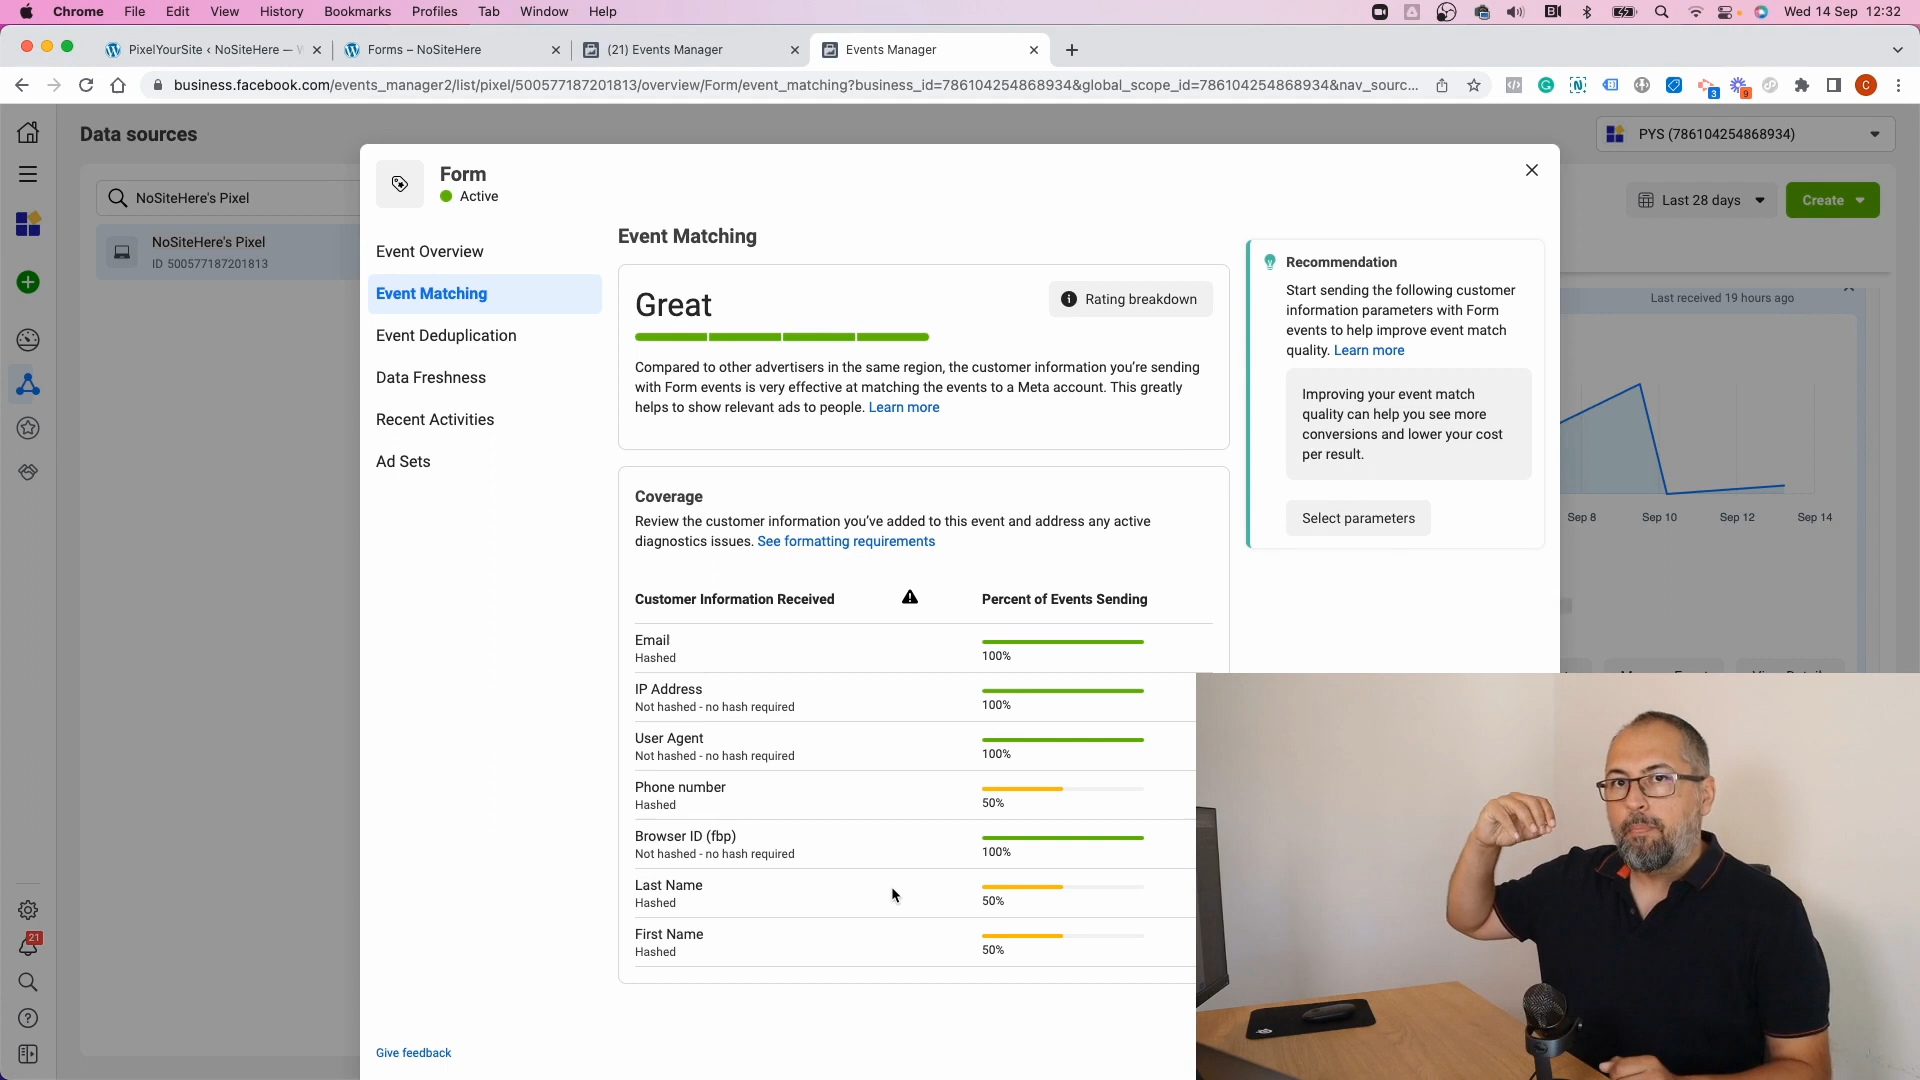 Chrome File Edit View History Bookmarks Profiles Tab Window Help
Wed 14 Sep 12:32
PixelYourSite ‹ NoSiteHere — W
Forms – NoSiteHere
(21) Events Manager
Events Manager
business.facebook.com/events_manager2/list/pixel/500577187201813/overview/Form/event_matching?business_id=786104254868934&global_scope_id=786104254868934&nav_sourc...
3
9
C
Data sources
PYS (786104254868934)
NoSiteHere's Pixel
NoSiteHere's Pixel
ID 500577187201813
Last 28 days
Create
Last received 19 hours ago
Sep 8
Sep 10
Sep 12
Sep 14
21
Form
Active
Event Overview
Event Matching
Event Deduplication
Data Freshness
Recent Activities
Ad Sets
Give feedback
Event Matching
Great
Rating breakdown
Compared to other advertisers in the same region, the customer information you’re sending
with Form events is very effective at matching the events to a Meta account. This greatly
helps to show relevant ads to people. Learn more
Coverage
Review the customer information you’ve added to this event and address any active
diagnostics issues. See formatting requirements
Customer Information Received
Percent of Events Sending
Email
Hashed
100%
IP Address
Not hashed - no hash required
100%
User Agent
Not hashed - no hash required
100%
Phone number
Hashed
50%
Browser ID (fbp)
Not hashed - no hash required
100%
Last Name
Hashed
50%
First Name
Hashed
50%
Recommendation
Start sending the following customer
information parameters with Form
events to help improve event match
quality. Learn more
Improving your event match
quality can help you see more
conversions and lower your cost
per result.
Select parameters